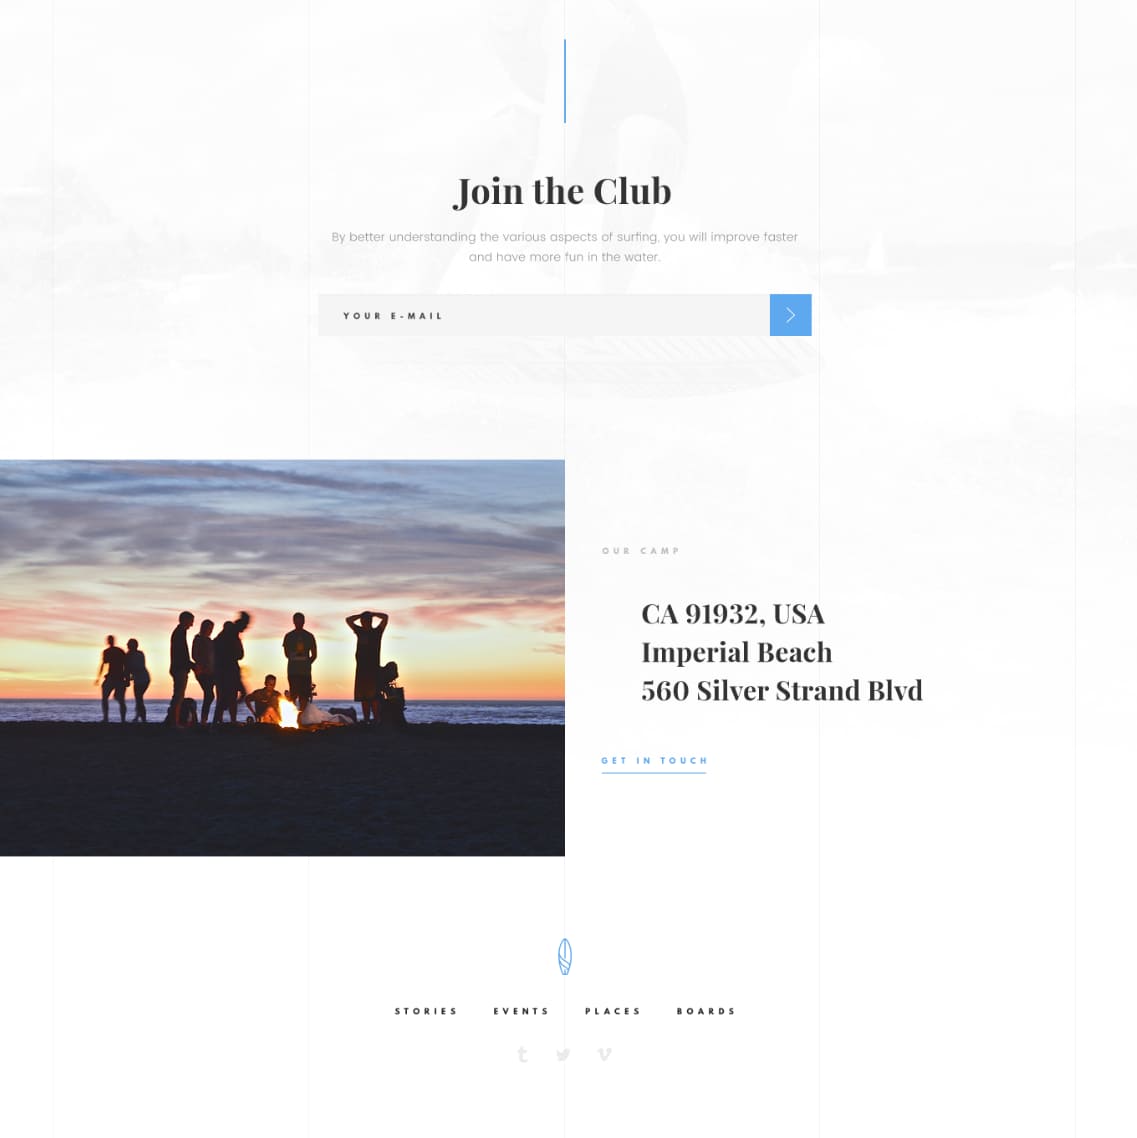 Join the Club
By better understanding the various aspects of surfing, you will improve faster
and have more fun in the water.
YOUR E-MAIL
OUR CAMP
CA 91932, USA
Imperial Beach
560 Silver Strand Blvd
GET IN TOUCH
STORIES EVENTS PLACES BOARDS